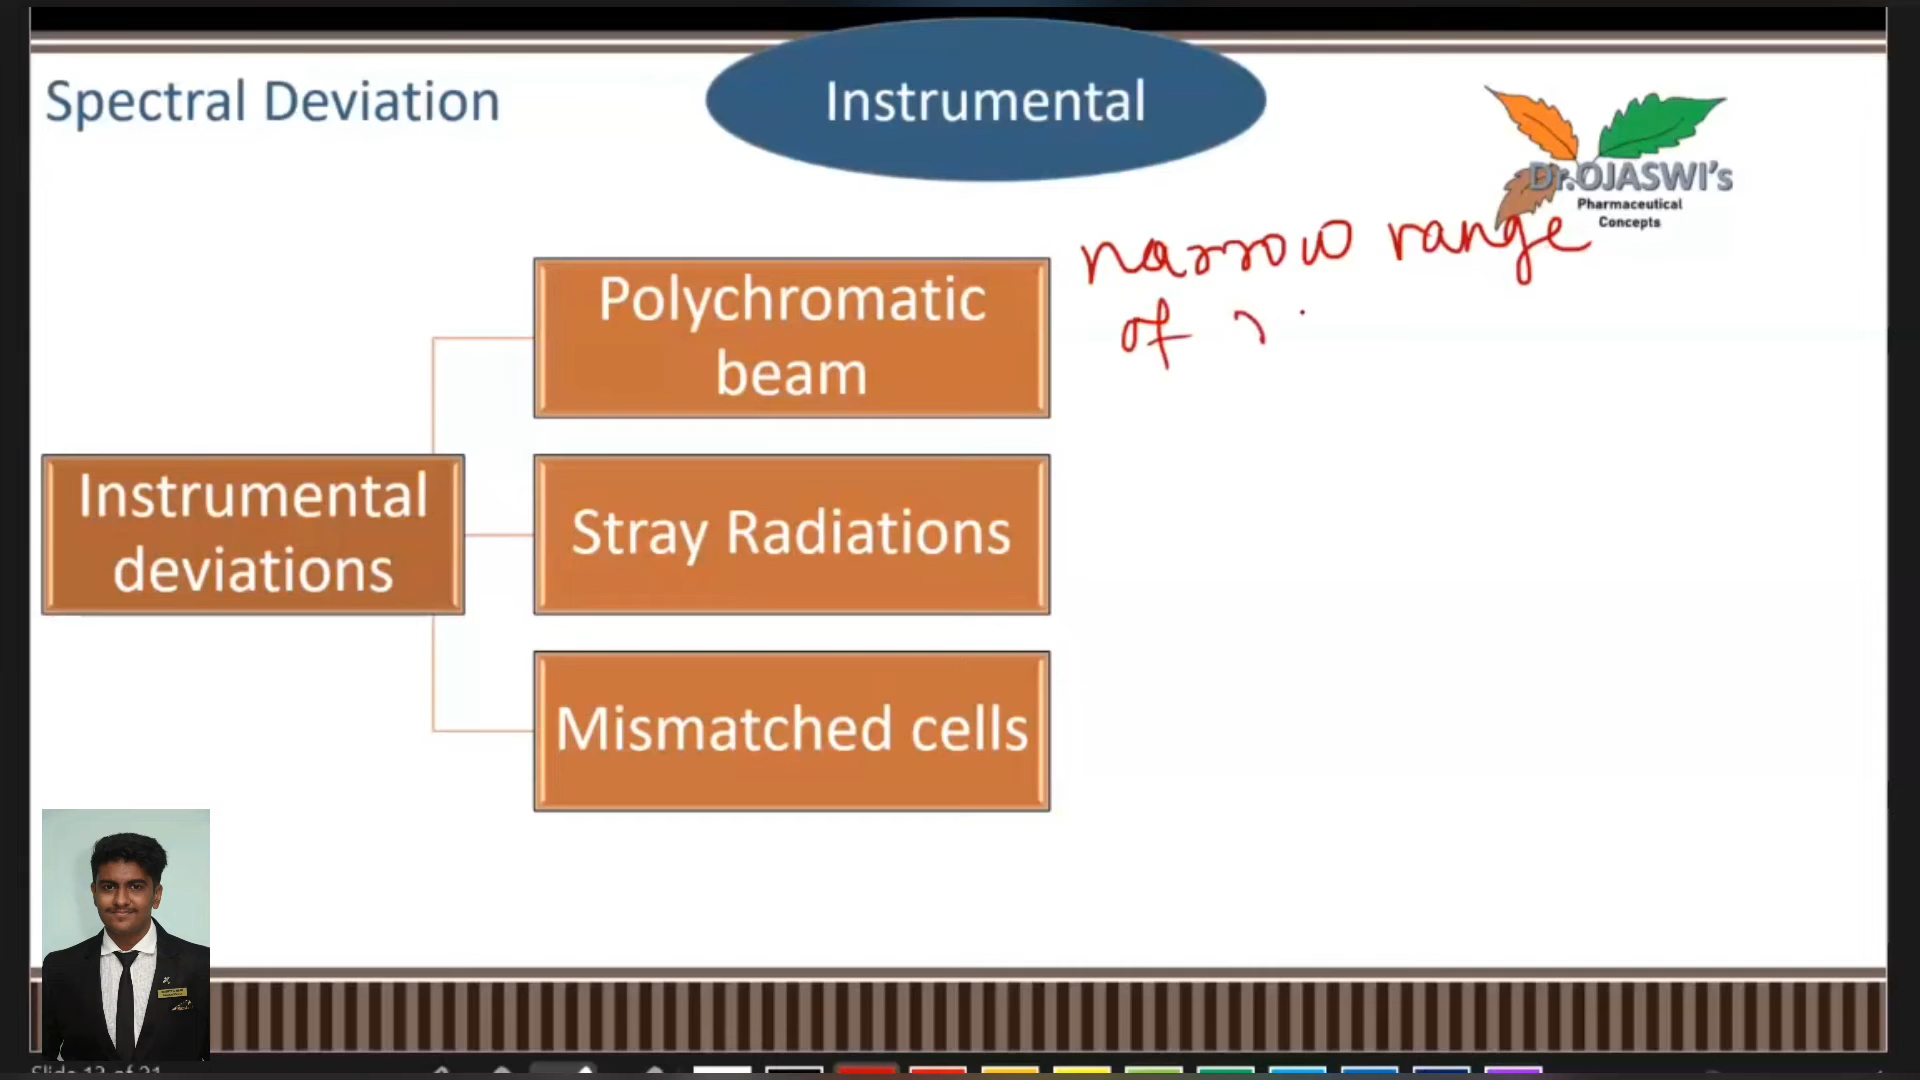 Spectral Deviation
Instrumental
Dr.OJASWI's
Pharmaceutical
Concepts
narrow range
of
Polychromatic
beam
Instrumental
deviations
Stray Radiations
Mismatched cells